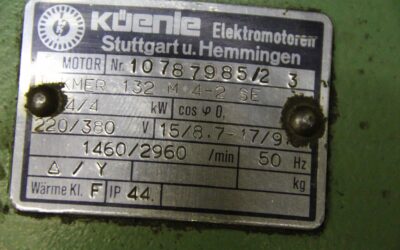 Küenle Elektromotoren
Stuttgart u. Hemmingen
MOTOR Nr. 10787985/2 3
KMER 132 M 4-2 SE
4/4 kW cos φ 0,
220/380 V 15/8.7-17/9
1460/2960 /min 50 Hz
Δ / Y kg
Wärme Kl. F IP 44